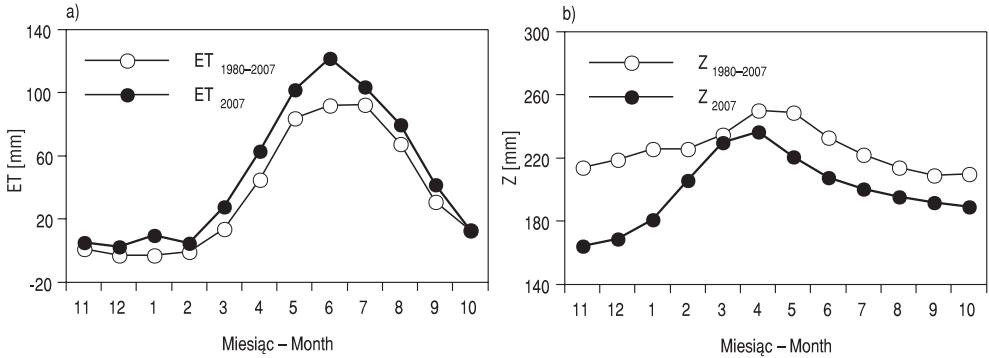 a)
140
100
60
20
-20
ET [mm]
ET 1980–2007
ET 2007
11 12 1 2 3 4 5 6 7 8 9 10
Miesiąc – Month
b)
300
260
220
180
140
Z [mm]
Z 1980–2007
Z 2007
11 12 1 2 3 4 5 6 7 8 9 10
Miesiąc – Month